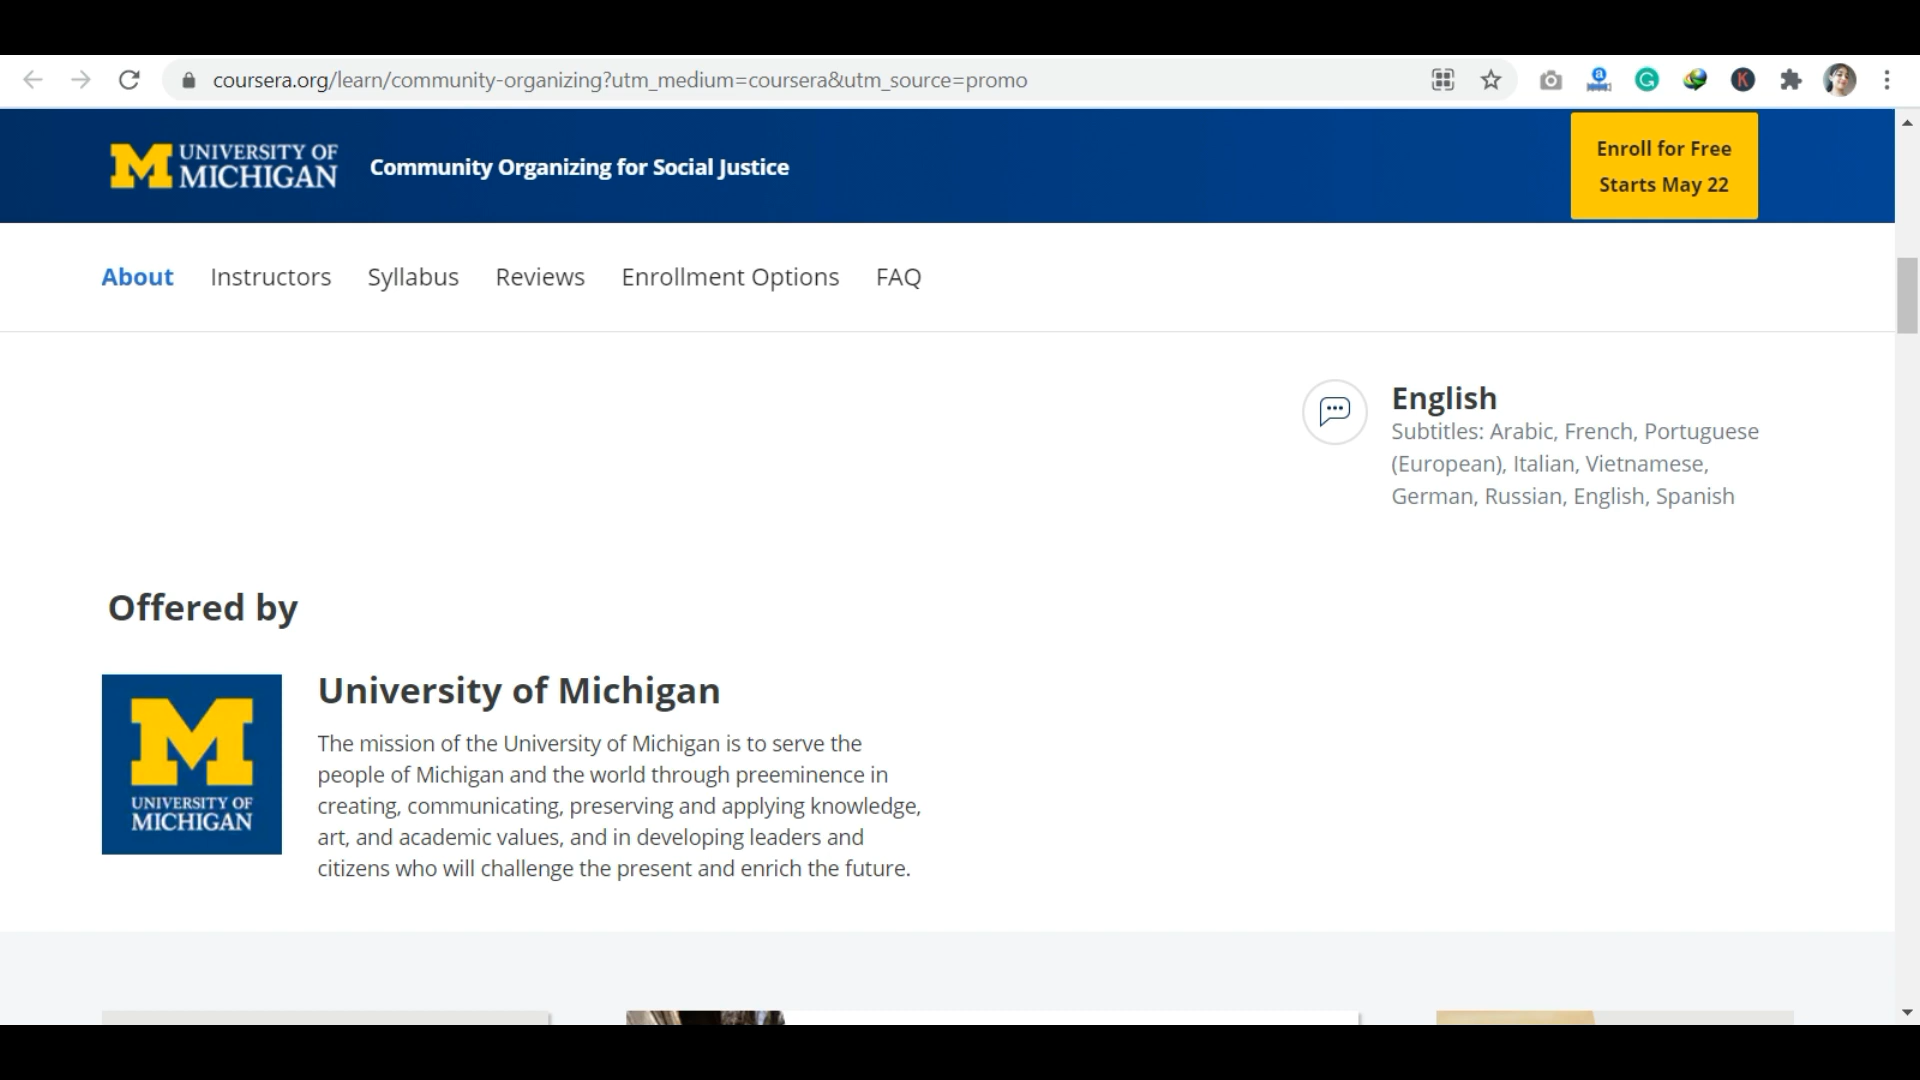 coursera.org/learn/community-organizing?utm_medium=coursera&utm_source=promo
UNIVERSITY OF
MICHIGAN
Community Organizing for Social Justice
Enroll for Free
Starts May 22
About Instructors Syllabus Reviews Enrollment Options FAQ
English
Subtitles: Arabic, French, Portuguese
(European), Italian, Vietnamese,
German, Russian, English, Spanish
Offered by
UNIVERSITY OF
MICHIGAN
University of Michigan
The mission of the University of Michigan is to serve the
people of Michigan and the world through preeminence in
creating, communicating, preserving and applying knowledge,
art, and academic values, and in developing leaders and
citizens who will challenge the present and enrich the future.